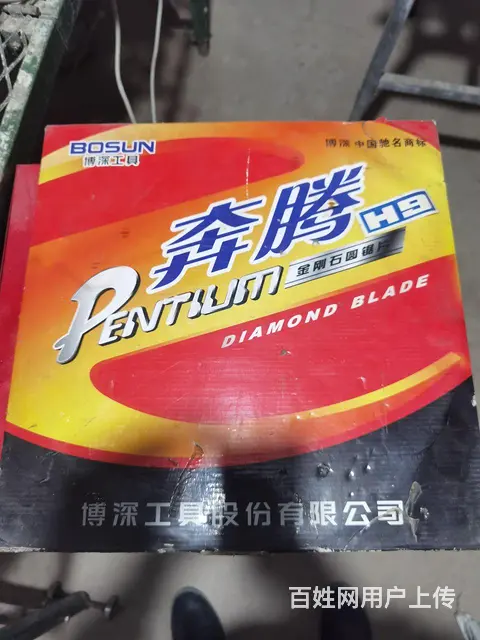 BOSUN
博深工具
博深 中国驰名商标
奔腾 H9
PENTIUM 金刚石圆锯片
DIAMOND BLADE
博深工具股份有限公司
百姓网用户上传